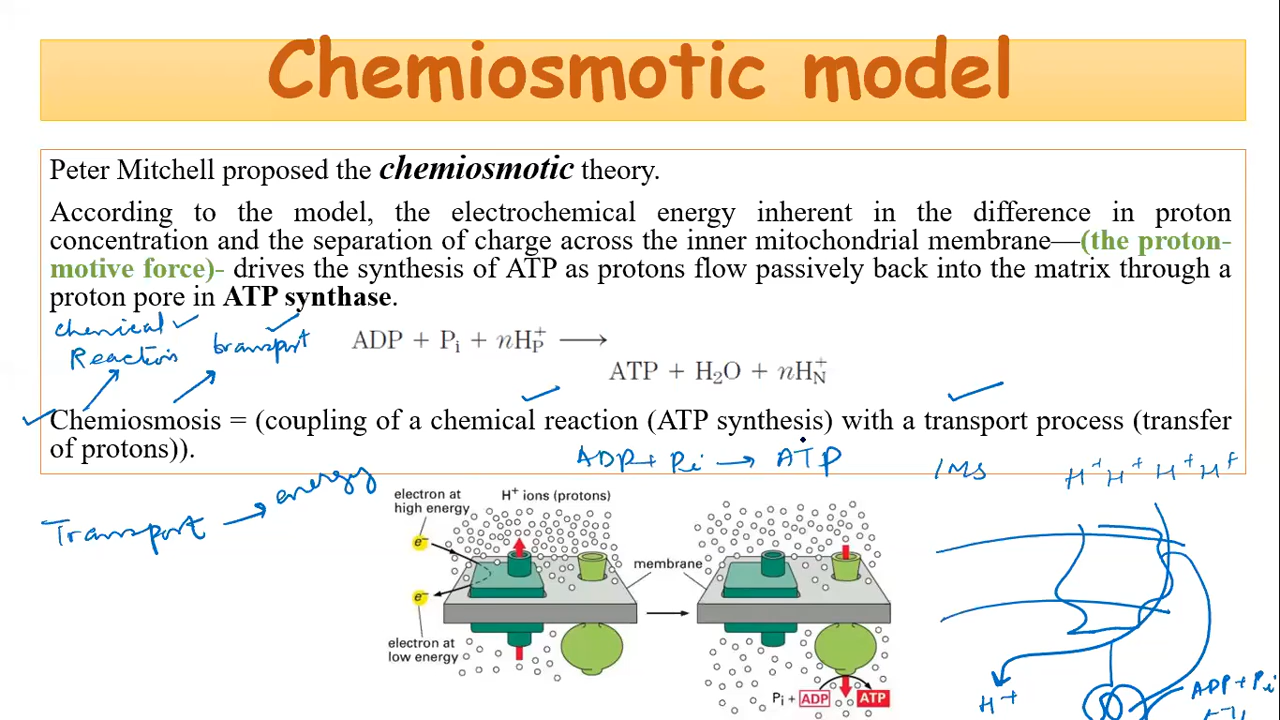 Chemiosmotic model
Peter Mitchell proposed the chemiosmotic theory.
According to the model, the electrochemical energy inherent in the difference in proton
concentration and the separation of charge across the inner mitochondrial membrane—(the proton-
motive force)- drives the synthesis of ATP as protons flow passively back into the matrix through a
proton pore in ATP synthase.
chemical
Reaction
transport
ADP + Pi + nH⁺P ⟶
ATP + H₂O + nH⁺N
Chemiosmosis = (coupling of a chemical reaction (ATP synthesis) with a transport process (transfer
of protons)).
ADP + Pi → ATP
IMS
H⁺ H⁺ H⁺ H⁺
Transport → energy
electron at
high energy
H⁺ ions (protons)
e⁻
membrane
e⁻
electron at
low energy
Pi + ADP ATP
H⁺
ADP + Pi